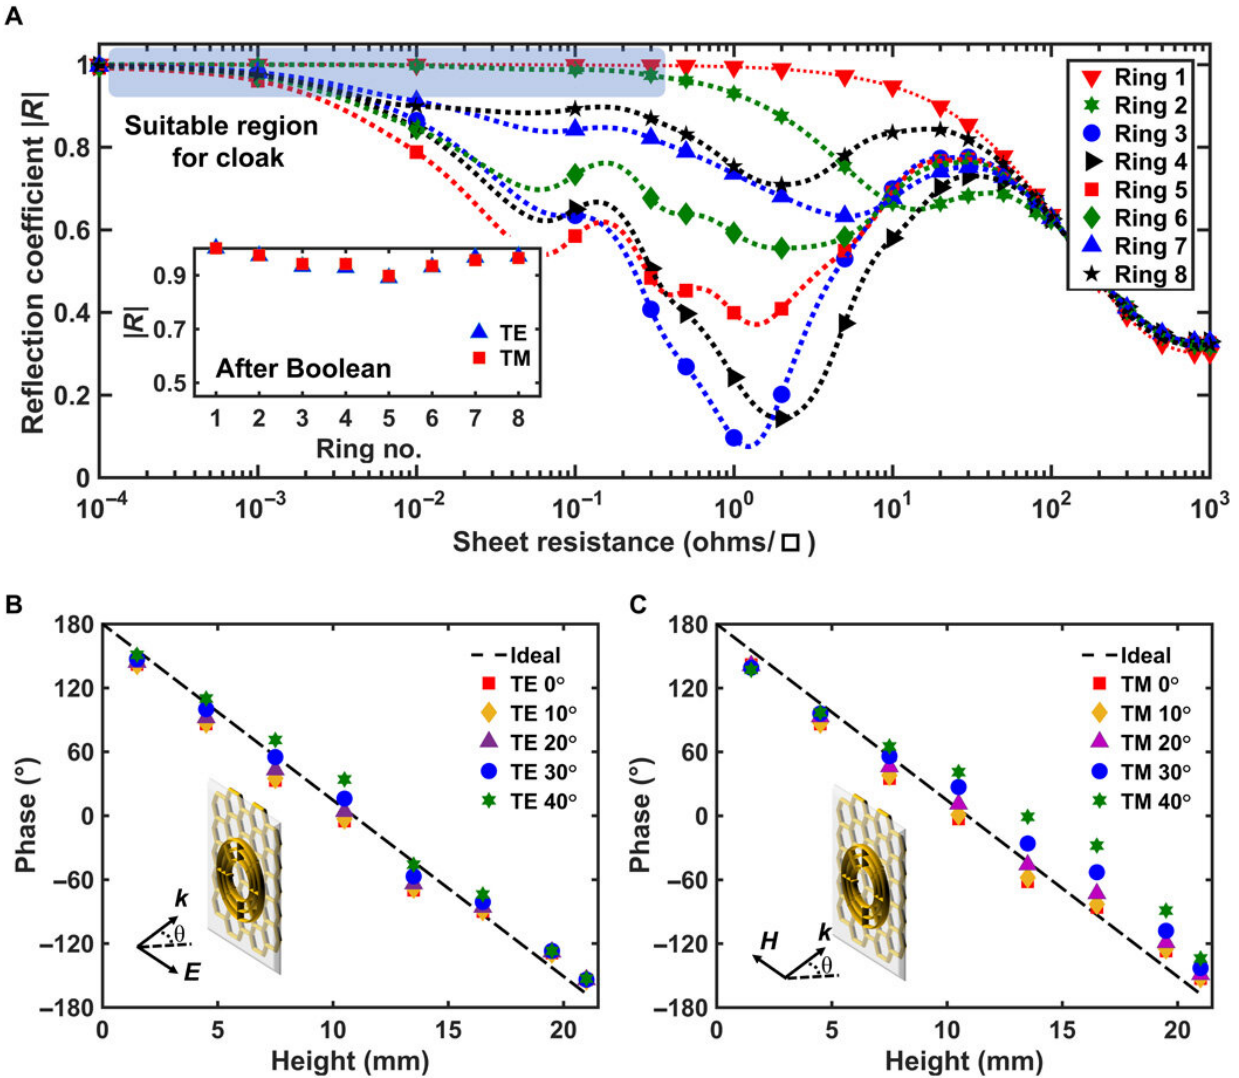 A
Reflection coefficient |R|
1
0.8
0.6
0.4
0.2
0
Suitable region
for cloak
Ring 1
Ring 2
Ring 3
Ring 4
Ring 5
Ring 6
Ring 7
Ring 8
|R|
0.9
0.7
0.5
TE
TM
After Boolean
1 2 3 4 5 6 7 8
Ring no.
10⁻⁴ 10⁻³ 10⁻² 10⁻¹ 10⁰ 10¹ 10² 10³
Sheet resistance (ohms/□)
B
Phase (°)
180
120
60
0
−60
−120
−180
Ideal
TE 0°
TE 10°
TE 20°
TE 30°
TE 40°
k
θ
E
0 5 10 15 20
Height (mm)
C
Phase (°)
180
120
60
0
−60
−120
−180
Ideal
TM 0°
TM 10°
TM 20°
TM 30°
TM 40°
H
k
θ
0 5 10 15 20
Height (mm)